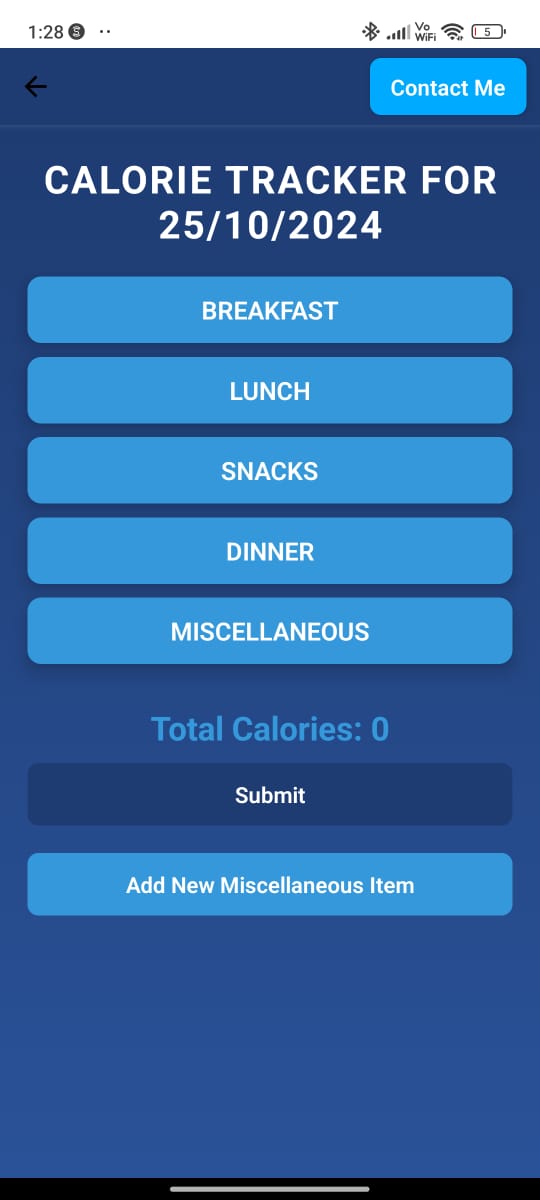 1:28
Vo
WiFi
5
Contact Me
CALORIE TRACKER FOR
25/10/2024
BREAKFAST
LUNCH
SNACKS
DINNER
MISCELLANEOUS
Total Calories: 0
Submit
Add New Miscellaneous Item